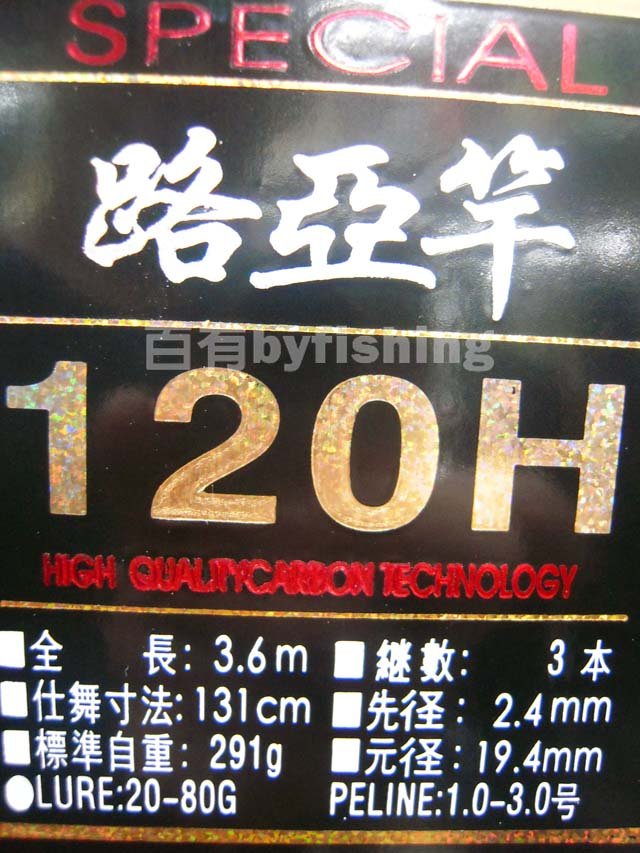 SPECIAL
路亞竿
百有byfishing
120H
HIGH QUALITYCARBON TECHNOLOGY
■全 長: 3.6m ■継數: 3本
■仕舞寸法:131cm ■先径: 2.4mm
■標準自重: 291g ■元径:19.4mm
●LURE:20-80G PELINE:1.0-3.0号